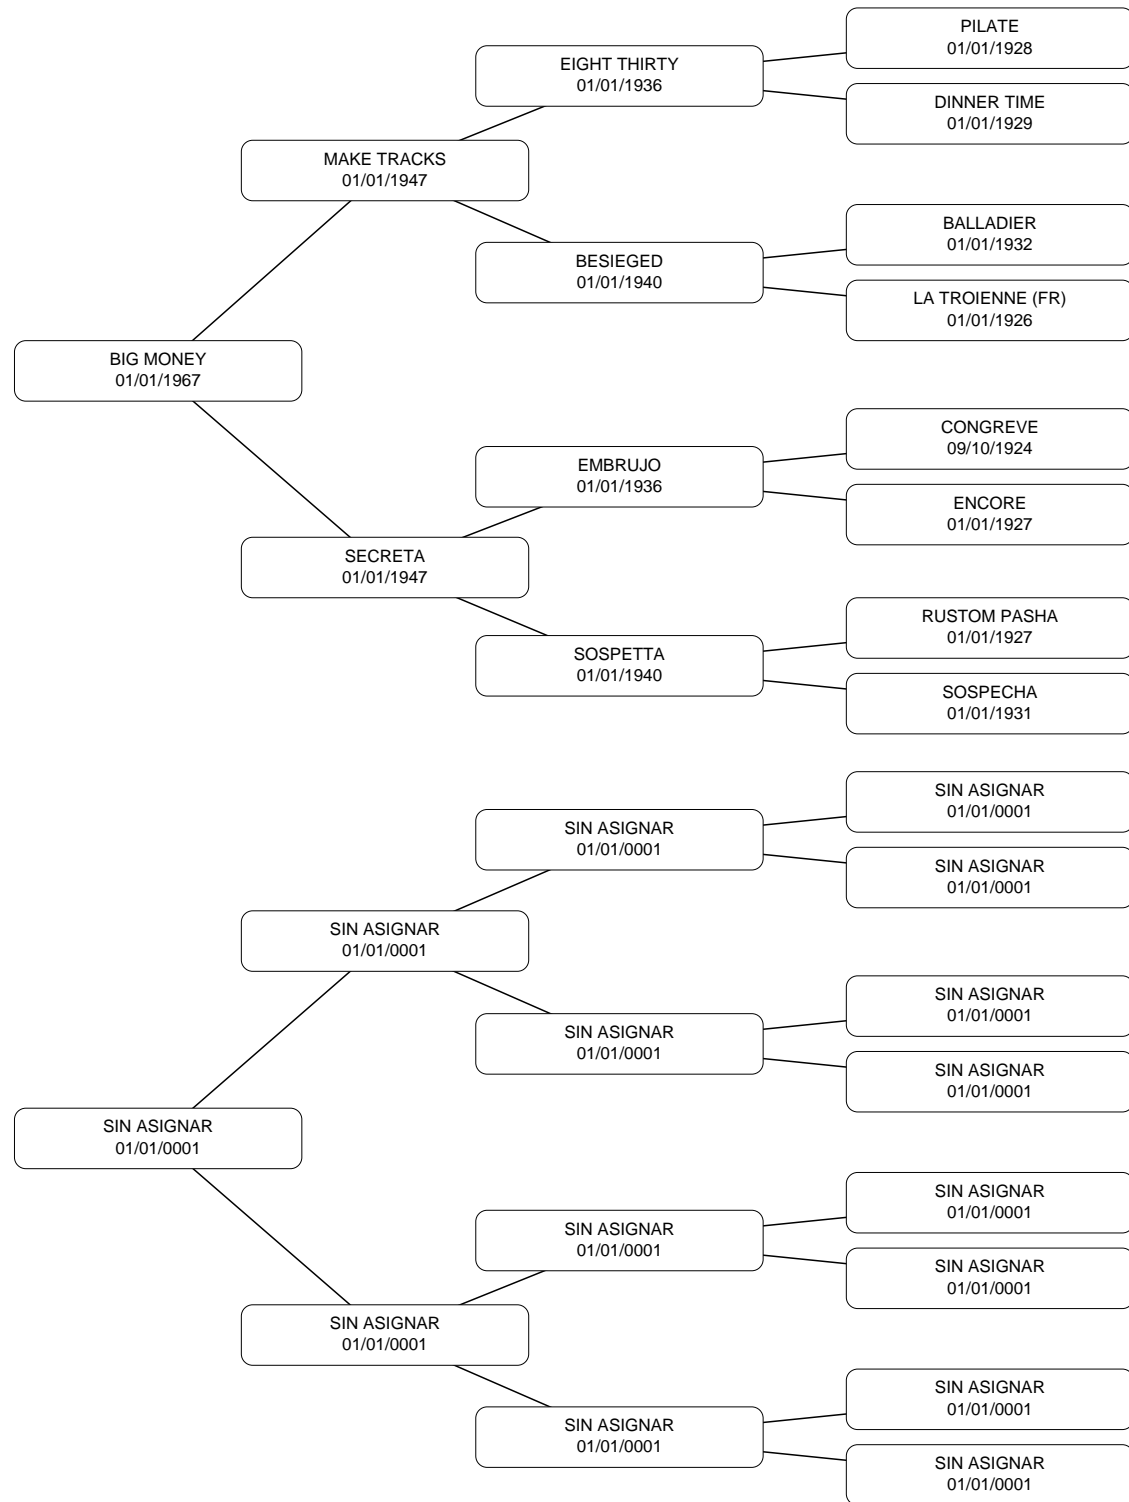 PILATE
01/01/1928
EIGHT THIRTY
01/01/1936
DINNER TIME
01/01/1929
MAKE TRACKS
01/01/1947
BALLADIER
01/01/1932
BESIEGED
01/01/1940
LA TROIENNE (FR)
01/01/1926
BIG MONEY
01/01/1967
CONGREVE
09/10/1924
EMBRUJO
01/01/1936
ENCORE
01/01/1927
SECRETA
01/01/1947
RUSTOM PASHA
01/01/1927
SOSPETTA
01/01/1940
SOSPECHA
01/01/1931
SIN ASIGNAR
01/01/0001
SIN ASIGNAR
01/01/0001
SIN ASIGNAR
01/01/0001
SIN ASIGNAR
01/01/0001
SIN ASIGNAR
01/01/0001
SIN ASIGNAR
01/01/0001
SIN ASIGNAR
01/01/0001
SIN ASIGNAR
01/01/0001
SIN ASIGNAR
01/01/0001
SIN ASIGNAR
01/01/0001
SIN ASIGNAR
01/01/0001
SIN ASIGNAR
01/01/0001
SIN ASIGNAR
01/01/0001
SIN ASIGNAR
01/01/0001
SIN ASIGNAR
01/01/0001